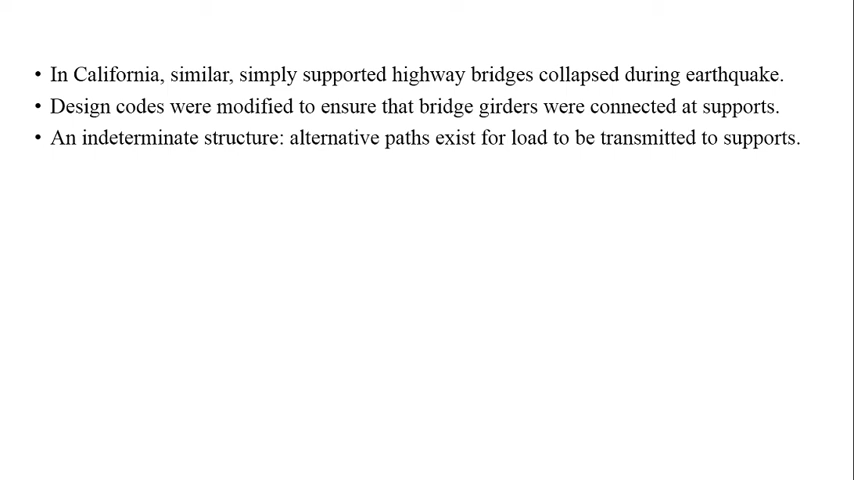 • In California, similar, simply supported highway bridges collapsed during earthquake.
• Design codes were modified to ensure that bridge girders were connected at supports.
• An indeterminate structure: alternative paths exist for load to be transmitted to supports.